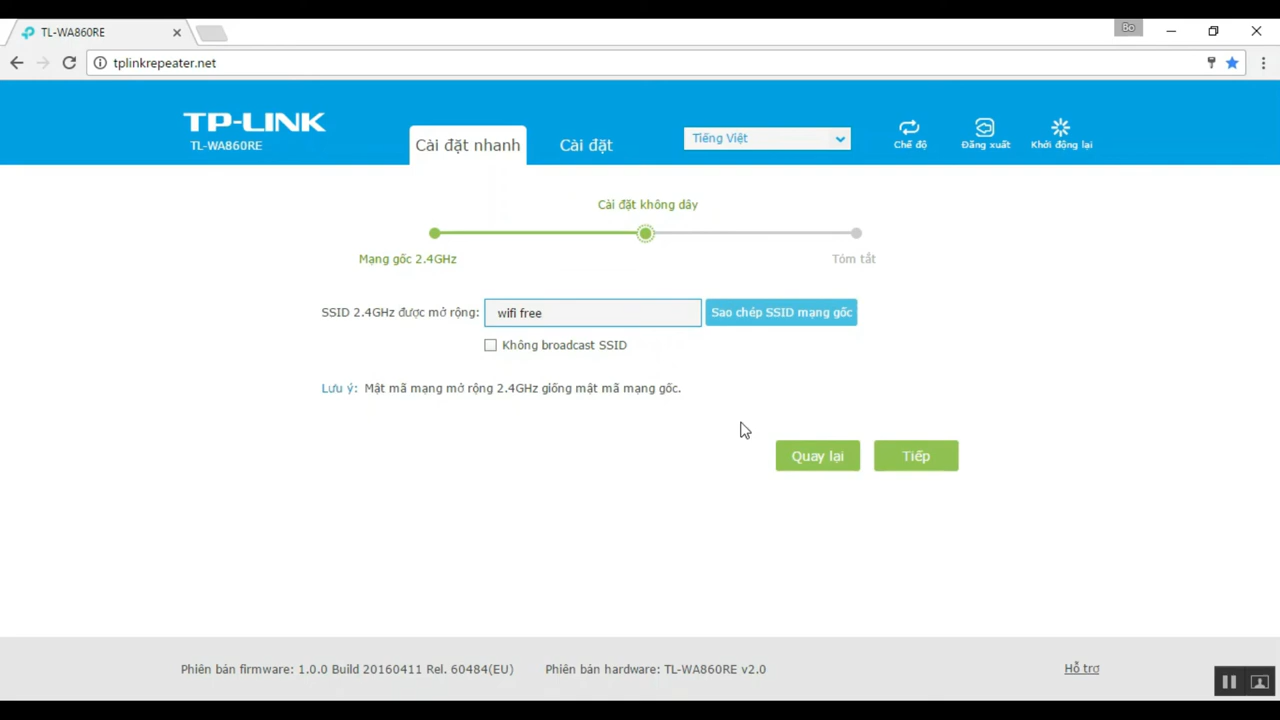 TL-WA860RE
Bo
tplinkrepeater.net
TP-LINK
TL-WA860RE
Cài đặt nhanh
Cài đặt
Tiếng Việt
Chế độ
Đăng xuất
Khởi động lại
Cài đặt không dây
Mạng gốc 2.4GHz
Tóm tắt
SSID 2.4GHz được mở rộng:
wifi free
Sao chép SSID mạng gốc
Không broadcast SSID
Lưu ý: Mật mã mạng mở rộng 2.4GHz giống mật mã mạng gốc.
Quay lại
Tiếp
Phiên bản firmware: 1.0.0 Build 20160411 Rel. 60484(EU)
Phiên bản hardware: TL-WA860RE v2.0
Hỗ trợ